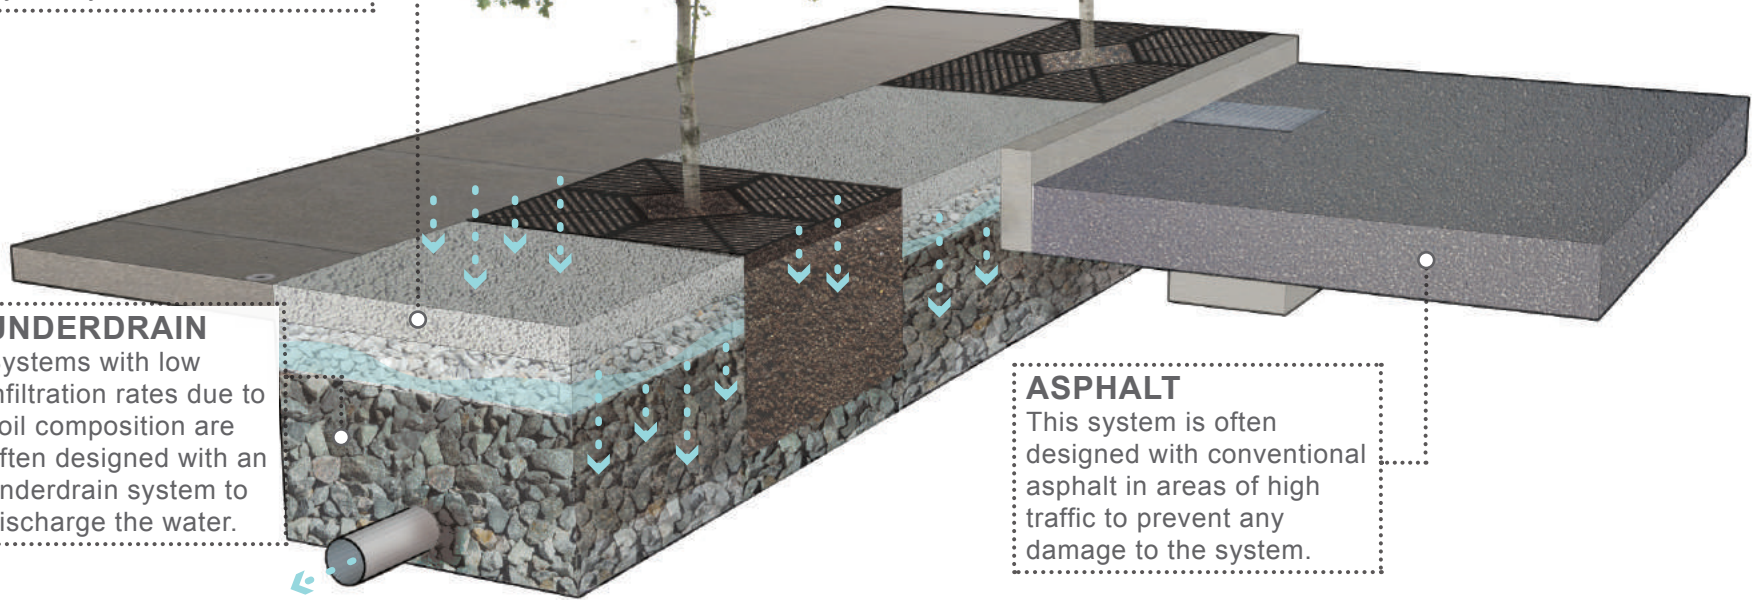 UNDERDRAIN
ystems with low
nfiltration rates due to
oil composition are
ften designed with an
nderdrain system to
ischarge the water.
ASPHALT
This system is often
designed with conventional
asphalt in areas of high
traffic to prevent any
damage to the system.